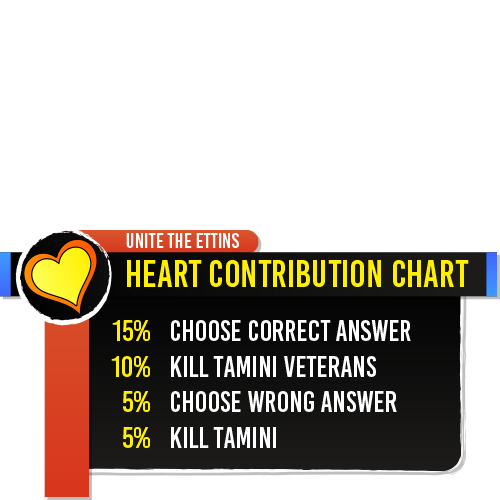 UNITE THE ETTINS
HEART CONTRIBUTION CHART
15% CHOOSE CORRECT ANSWER
10% KILL TAMINI VETERANS
5% CHOOSE WRONG ANSWER
5% KILL TAMINI